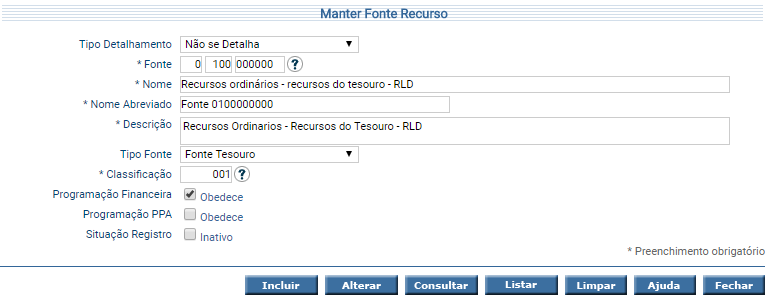 Manter Fonte Recurso
Tipo Detalhamento Não se Detalha
* Fonte 0 100 000000 ?
* Nome Recursos ordinários - recursos do tesouro - RLD
* Nome Abreviado Fonte 0100000000
* Descrição Recursos Ordinarios - Recursos do Tesouro - RLD
Tipo Fonte Fonte Tesouro
* Classificação 001 ?
Programação Financeira Obedece
Programação PPA Obedece
Situação Registro Inativo
* Preenchimento obrigatório
Incluir Alterar Consultar Listar Limpar Ajuda Fechar